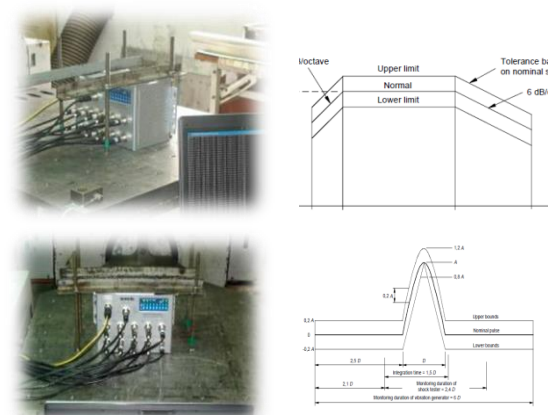 /octave
Upper limit
Normal
Lower limit
Tolerance ba
on nominal s
6 dB/
1,2 A
A
0,8 A
0,2 A
0,2 A
0
-0,2 A
Upper bounds
Nominal pulse
Lower bounds
2,5 D
D
Integration time = 1,5 D
2,1 D
Monitoring duration of
shock tester = 2,4 D
Monitoring duration of vibration generator = 6 D